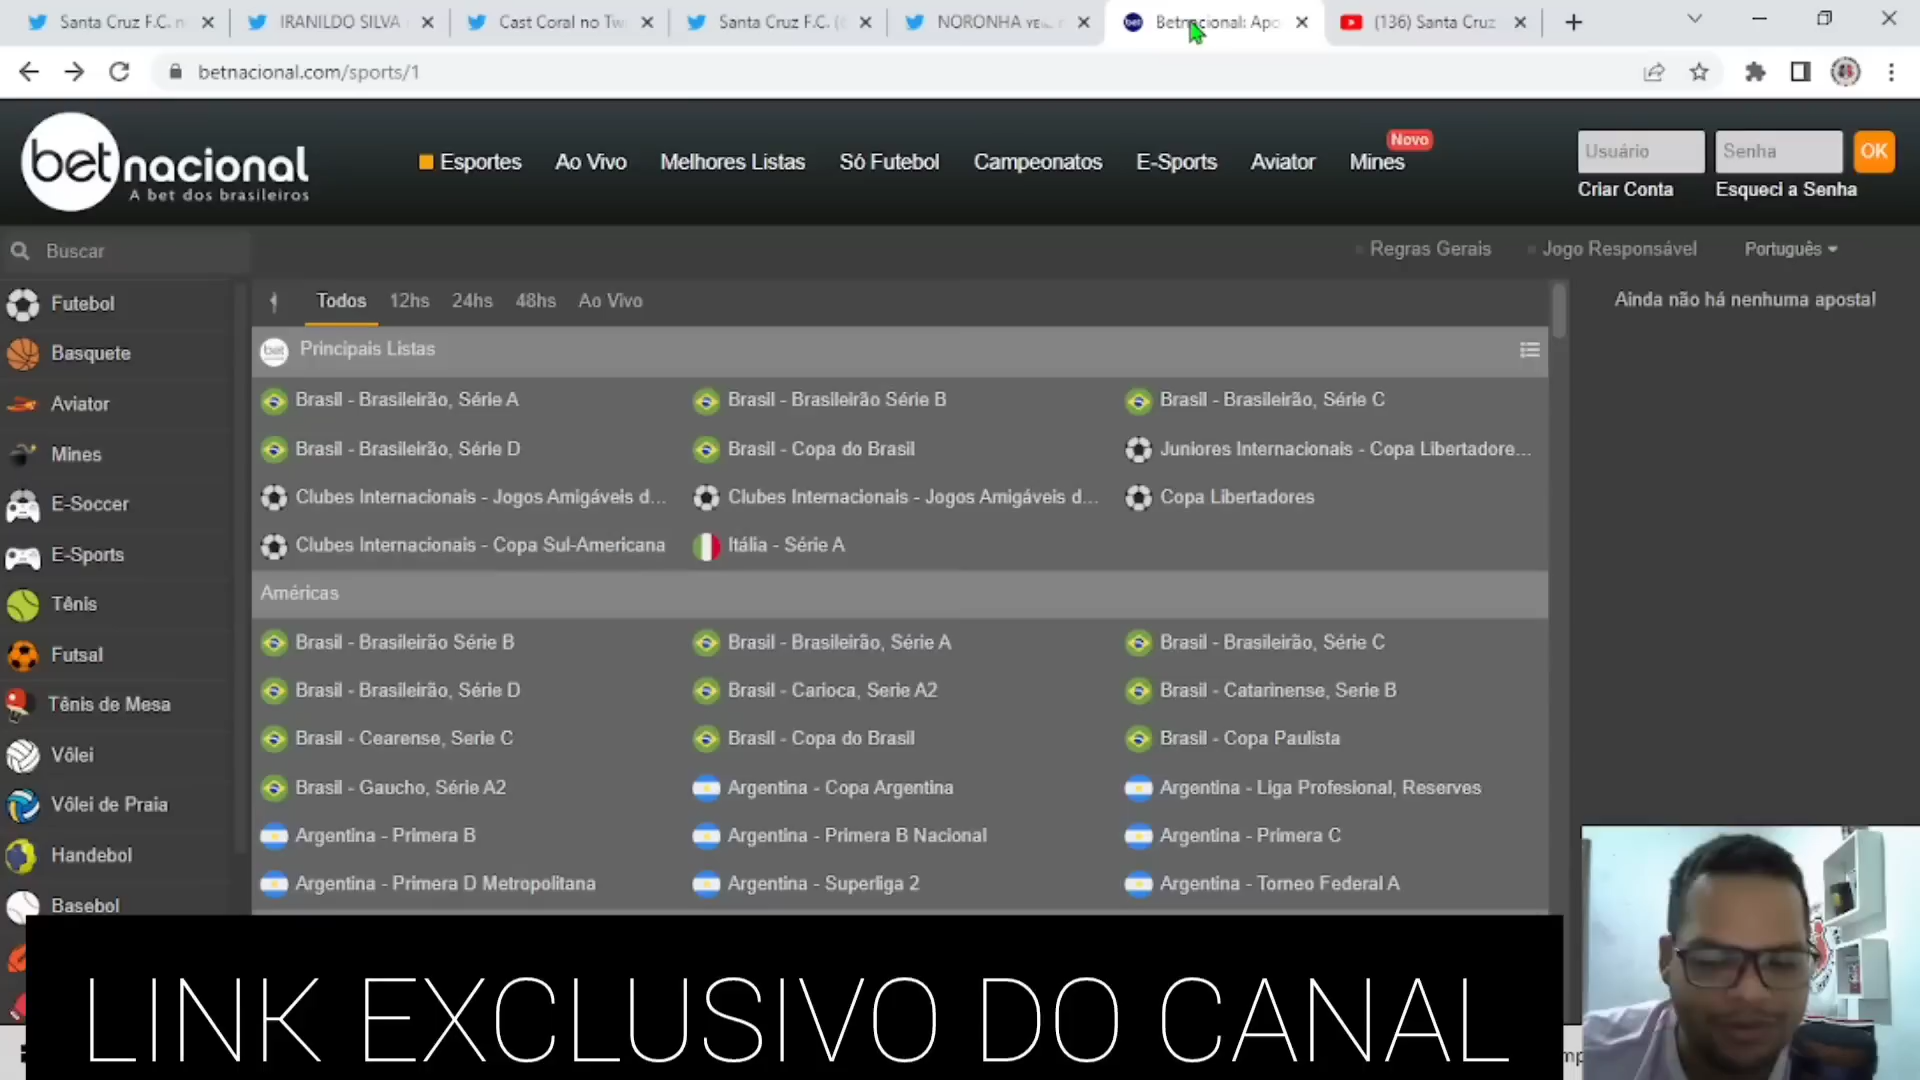 Santa Cruz F.C. n
IRANILDO SILVA
Cast Coral no Tw
Santa Cruz F.C. (
NORONHA
Betnacional: Apo
(136) Santa Cruz
betnacional.com/sports/1
bet nacional
A bet dos brasileiros
Esportes
Ao Vivo
Melhores Listas
Só Futebol
Campeonatos
E-Sports
Aviator
Mines
Novo
Usuário
Senha
OK
Criar Conta
Esqueci a Senha
Buscar
Regras Gerais
Jogo Responsável
Português
Futebol
Basquete
Aviator
Mines
E-Soccer
E-Sports
Tênis
Futsal
Tênis de Mesa
Vôlei
Vôlei de Praia
Handebol
Basebol
Todos
12hs
24hs
48hs
Ao Vivo
Ainda não há nenhuma aposta!
bet
Principais Listas
Brasil - Brasileirão, Série A
Brasil - Brasileirão Série B
Brasil - Brasileirão, Série C
Brasil - Brasileirão, Série D
Brasil - Copa do Brasil
Juniores Internacionais - Copa Libertadore...
Clubes Internacionais - Jogos Amigáveis d...
Clubes Internacionais - Jogos Amigáveis d...
Copa Libertadores
Clubes Internacionais - Copa Sul-Americana
Itália - Série A
Américas
Brasil - Brasileirão Série B
Brasil - Brasileirão, Série A
Brasil - Brasileirão, Série C
Brasil - Brasileirão, Série D
Brasil - Carioca, Serie A2
Brasil - Catarinense, Serie B
Brasil - Cearense, Serie C
Brasil - Copa do Brasil
Brasil - Copa Paulista
Brasil - Gaucho, Série A2
Argentina - Copa Argentina
Argentina - Liga Profesional, Reserves
Argentina - Primera B
Argentina - Primera B Nacional
Argentina - Primera C
Argentina - Primera D Metropolitana
Argentina - Superliga 2
Argentina - Torneo Federal A
LINK EXCLUSIVO DO CANAL